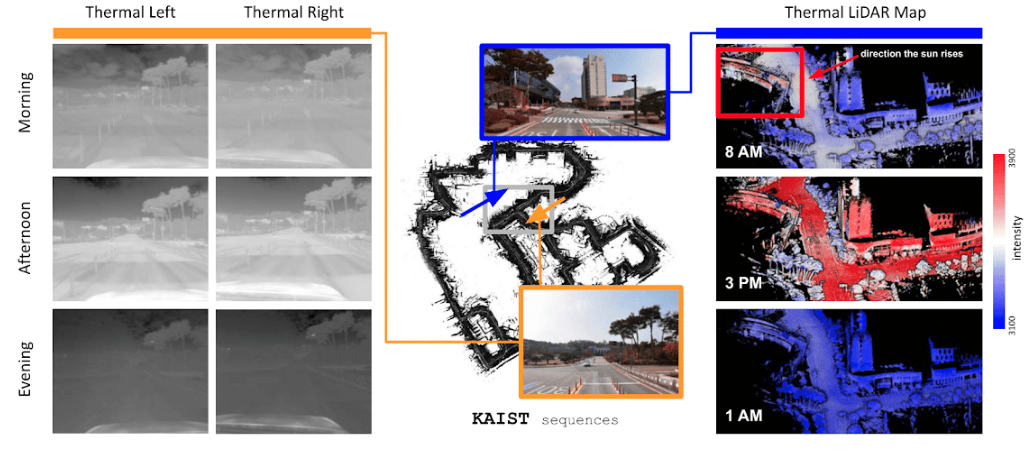 Thermal Left
Thermal Right
Thermal LiDAR Map
Morning
Afternoon
Evening
direction the sun rises
8 AM
3 PM
1 AM
3900
intensity
3100
KAIST sequences